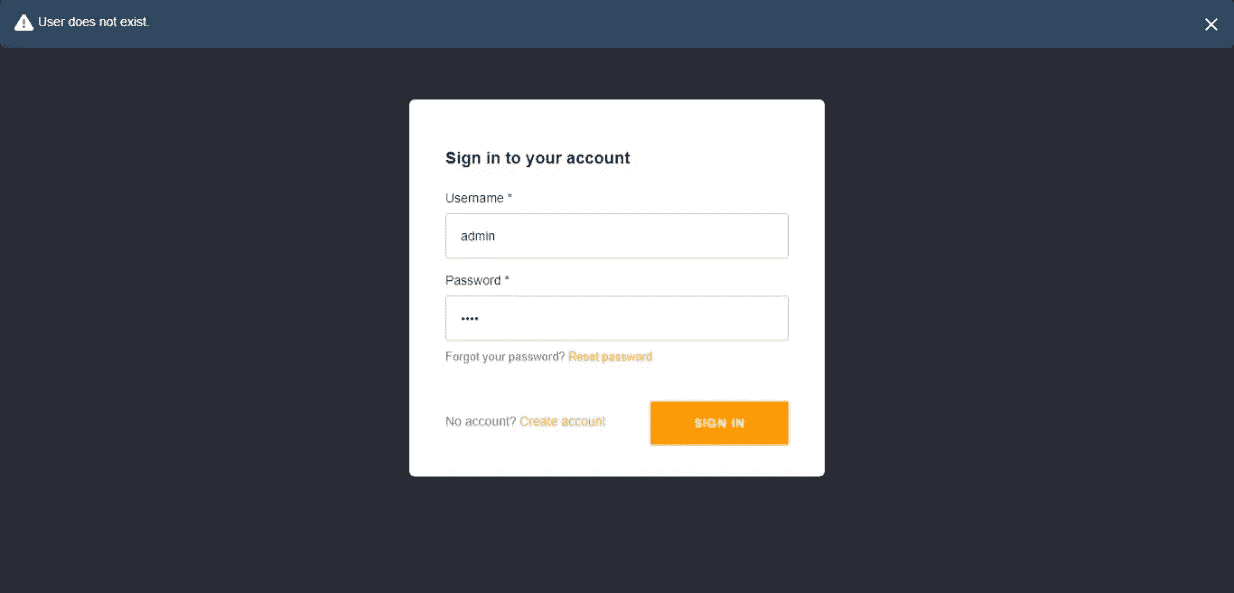 User does not exist.
Sign in to your account
Username *
admin
Password *
••••
Forgot your password? Reset password
No account? Create account
SIGN IN